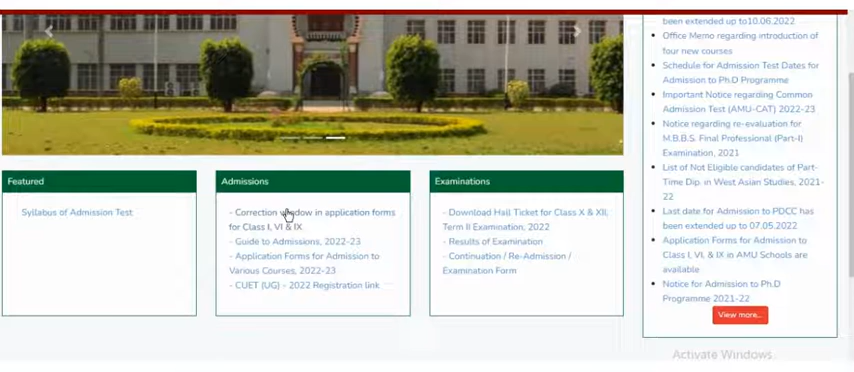 Featured
Syllabus of Admission Test
Admissions
- Correction window in application forms
for Class I, VI & IX
- Guide to Admissions, 2022-23
- Application Forms for Admission to
Various Courses, 2022-23
- CUET (UG) - 2022 Registration link
Examinations
- Download Hall Ticket for Class X & XII,
Term II Examination, 2022
- Results of Examination
- Continuation / Re-Admission /
Examination Form
been extended up to10.06.2022
Office Memo regarding introduction of
four new courses
Schedule for Admission Test Dates for
Admission to Ph.D Programme
Important Notice regarding Common
Admission Test (AMU-CAT) 2022-23
Notice regarding re-evaluation for
M.B.B.S. Final Professional (Part-I)
Examination, 2021
List of Not Eligible candidates of Part-
Time Dip. in West Asian Studies, 2021-
22
Last date for Admission to PDCC has
been extended up to 07.05.2022
Application Forms for Admission to
Class I, VI, & IX in AMU Schools are
available
Notice for Admission to Ph.D
Programme 2021-22
View more...
Activate Windows